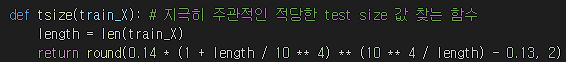 def tsize(train_X): # 지극히 주관적인 적당한 test size 값 찾는 함수
    length = len(train_X)
    return round(0.14 * (1 + length / 10 ** 4) ** (10 ** 4 / length) - 0.13, 2)